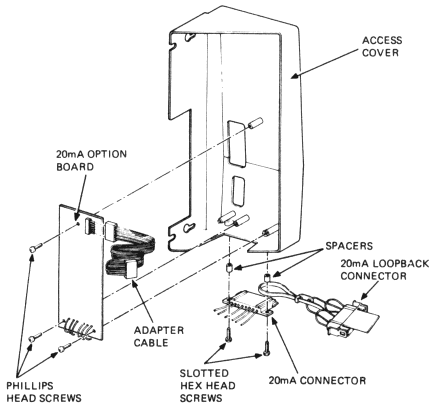 ACCESS
COVER
20mA OPTION
BOARD
SPACERS
20mA LOOPBACK
CONNECTOR
ADAPTER
CABLE
PHILLIPS
HEAD SCREWS
SLOTTED
HEX HEAD
SCREWS
20mA CONNECTOR